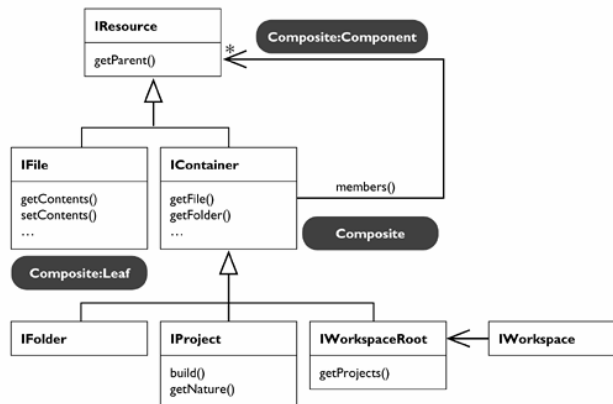 IResource
getParent()
*
Composite:Component
IFile
getContents()
setContents()
...
IContainer
getFile()
getFolder()
...
members()
Composite:Leaf
Composite
IFolder
IProject
build()
getNature()
IWorkspaceRoot
getProjects()
IWorkspace